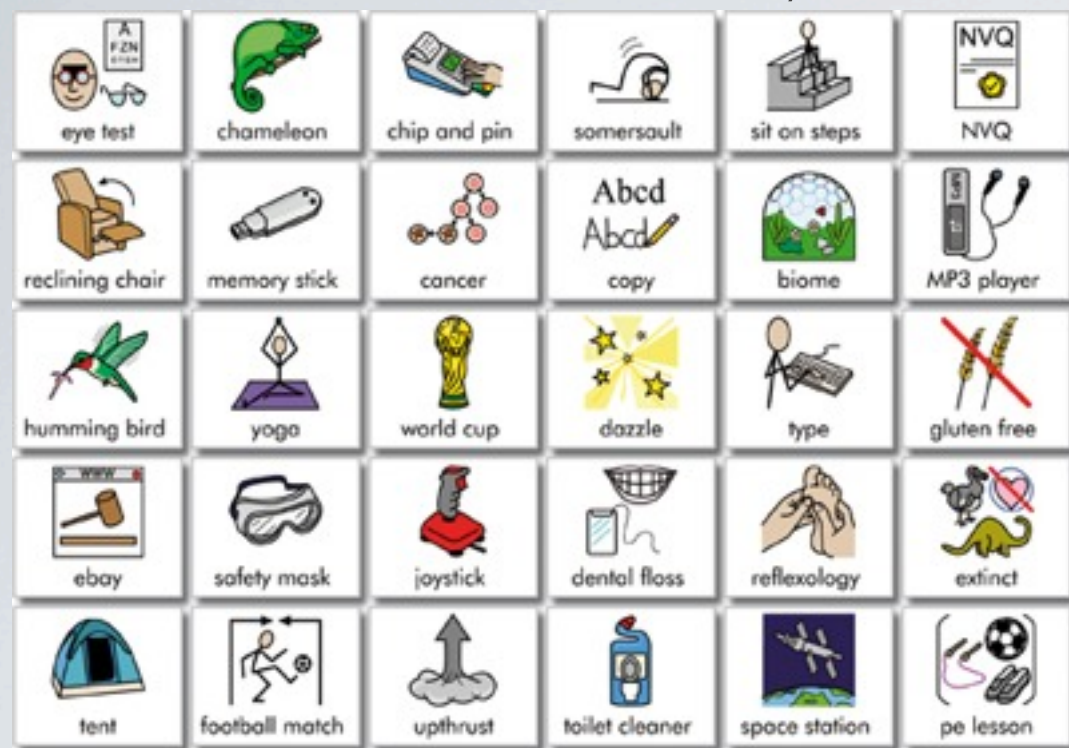 A
FZN
NVQ
eye test
chameleon
chip and pin
somersault
sit on steps
NVQ
Abcd
Abcd
MP3
reclining chair
memory stick
cancer
copy
biome
MP3 player
humming bird
yoga
world cup
dazzle
type
gluten free
www
ebay
safety mask
joystick
dental floss
reflexology
extinct
tent
football match
upthrust
toilet cleaner
space station
pe lesson